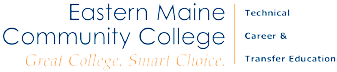 Eastern Maine
Community College
Great College. Smart Choice.
Technical
Career &
Transfer Education